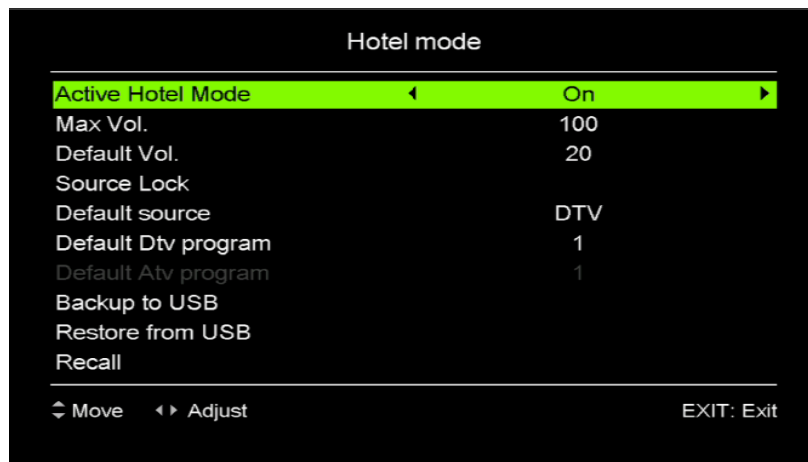 Hotel mode
Active Hotel Mode On
Max Vol. 100
Default Vol. 20
Source Lock
Default source DTV
Default Dtv program 1
Default Atv program 1
Backup to USB
Restore from USB
Recall
Move Adjust EXIT: Exit